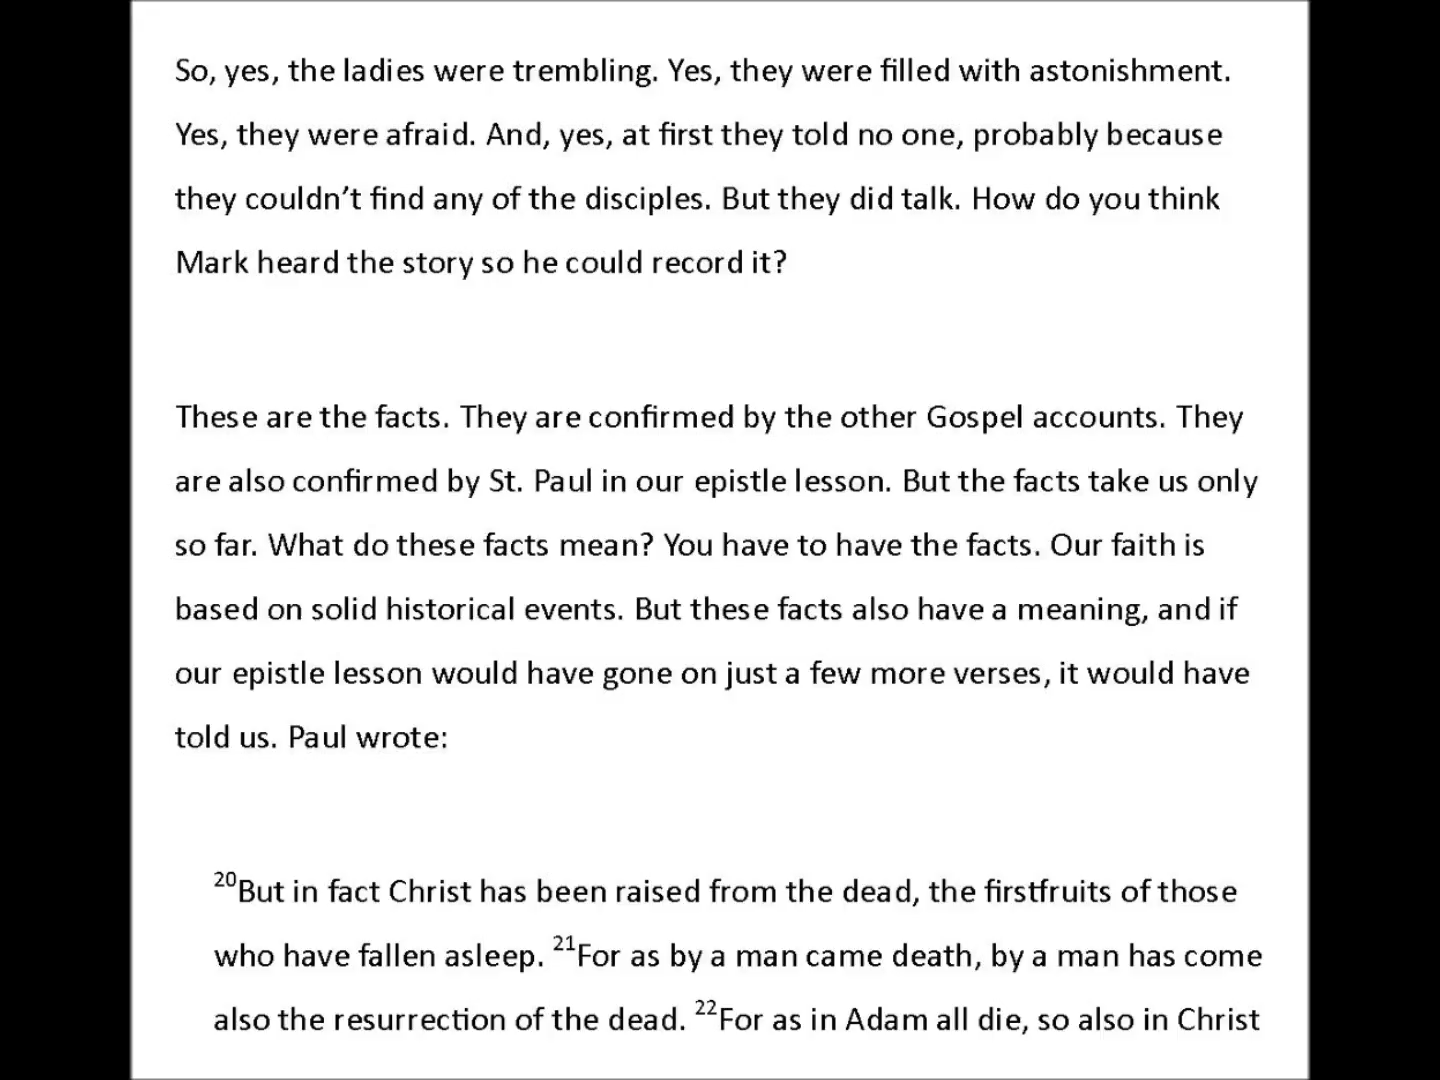 So, yes, the ladies were trembling. Yes, they were filled with astonishment.
Yes, they were afraid. And, yes, at first they told no one, probably because
they couldn’t find any of the disciples. But they did talk. How do you think
Mark heard the story so he could record it?
These are the facts. They are confirmed by the other Gospel accounts. They
are also confirmed by St. Paul in our epistle lesson. But the facts take us only
so far. What do these facts mean? You have to have the facts. Our faith is
based on solid historical events. But these facts also have a meaning, and if
our epistle lesson would have gone on just a few more verses, it would have
told us. Paul wrote:
20But in fact Christ has been raised from the dead, the firstfruits of those
who have fallen asleep. 21For as by a man came death, by a man has come
also the resurrection of the dead. 22For as in Adam all die, so also in Christ